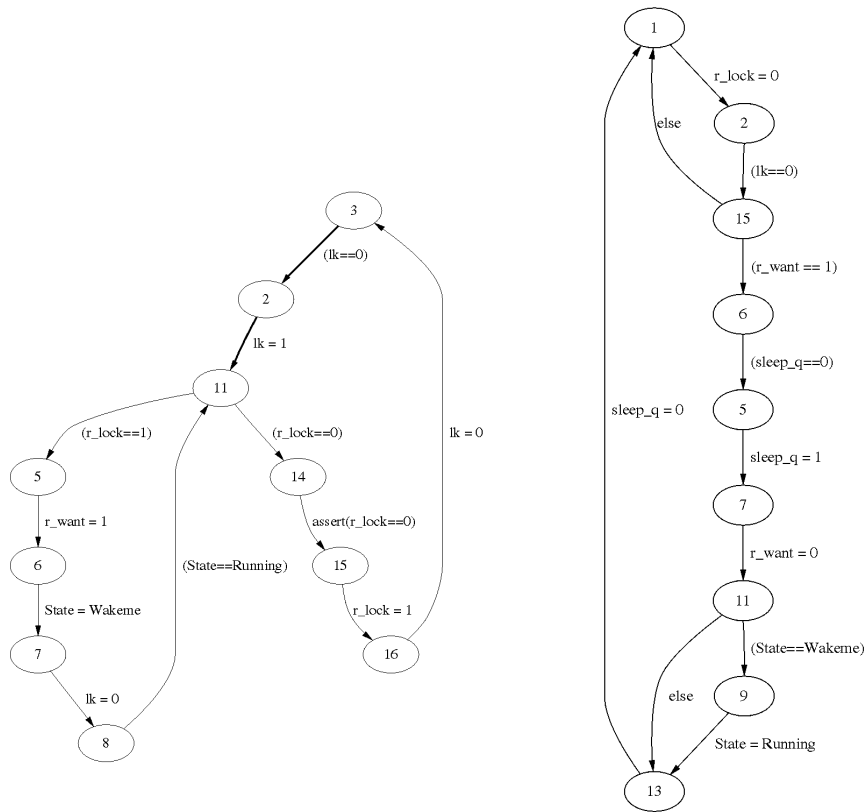 3
(lk==0)
2
lk = 1
11
(r_lock==1)
(r_lock==0)
lk = 0
5
14
r_want = 1
assert(r_lock==0)
6
(State==Running)
15
State = Wakeme
r_lock = 1
7
16
lk = 0
8
1
r_lock = 0
else
2
(lk==0)
15
(r_want == 1)
6
(sleep_q==0)
sleep_q = 0
5
sleep_q = 1
7
r_want = 0
11
(State==Wakeme)
else
9
State = Running
13